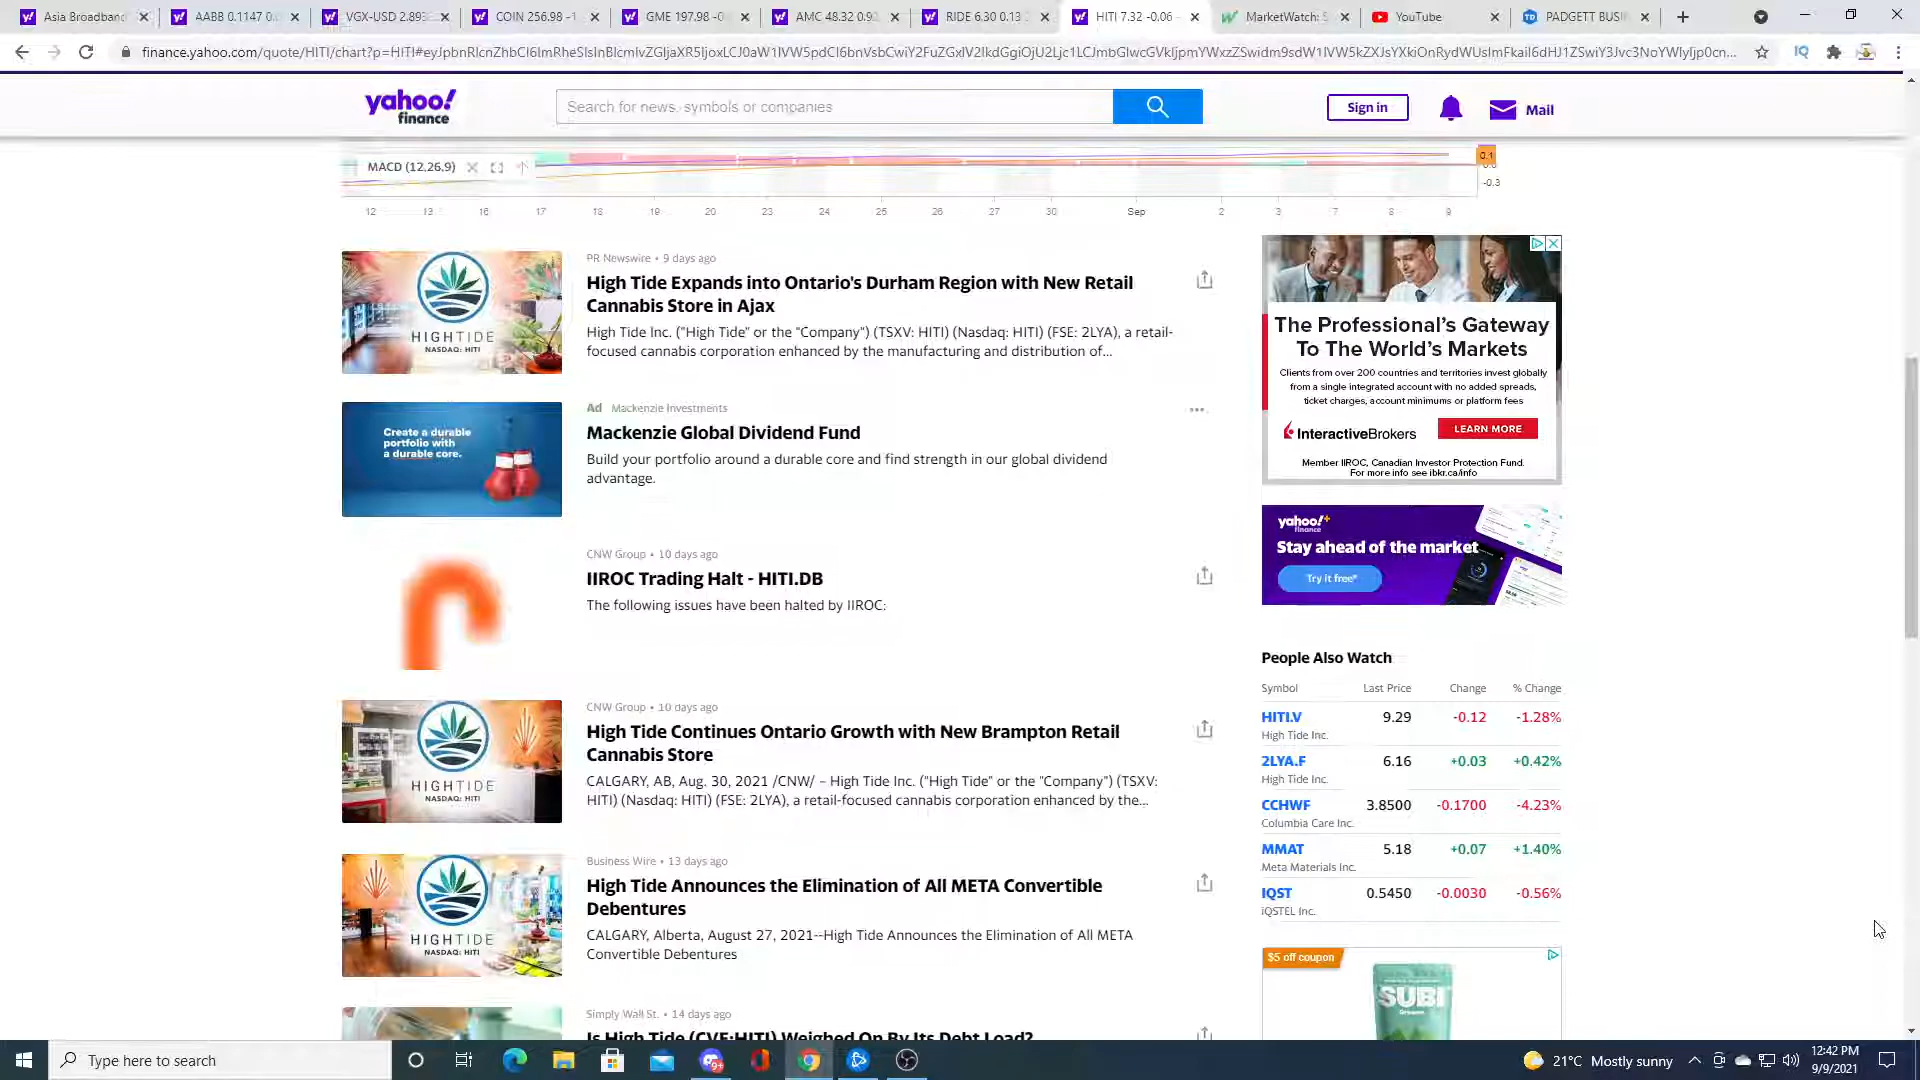 Asia Broadband
AABB 0.1147 0.0
VGX-USD 2.893
COIN 256.98 -1
GME 197.98 -0
AMC 48.32 0.92
RIDE 6.30 0.13
HITI 7.32 -0.06
MarketWatch: S
YouTube
PADGETT BUSI
yahoo!
finance
Search for news, symbols or companies
Sign in
Mail
MACD (12,26,9)
0.1
-0.3
12 13 16 17 18 19 20 23 24 25 26 27 30 Sep 2 3 7 8 9
PR Newswire • 9 days ago
High Tide Expands into Ontario's Durham Region with New Retail
Cannabis Store in Ajax
High Tide Inc. ("High Tide" or the "Company") (TSXV: HITI) (Nasdaq: HITI) (FSE: 2LYA), a retail-
focused cannabis corporation enhanced by the manufacturing and distribution of...
HIGHTIDE
NASDAQ: HITI
Create a durable
portfolio with
a durable core.
Ad Mackenzie Investments
Mackenzie Global Dividend Fund
Build your portfolio around a durable core and find strength in our global dividend
advantage.
CNW Group • 10 days ago
IIROC Trading Halt - HITI.DB
The following issues have been halted by IIROC:
CNW Group • 10 days ago
High Tide Continues Ontario Growth with New Brampton Retail
Cannabis Store
CALGARY, AB, Aug. 30, 2021 /CNW/ – High Tide Inc. ("High Tide" or the "Company") (TSXV:
HITI) (Nasdaq: HITI) (FSE: 2LYA), a retail-focused cannabis corporation enhanced by the...
HIGHTIDE
NASDAQ: HITI
Business Wire • 13 days ago
High Tide Announces the Elimination of All META Convertible
Debentures
CALGARY, Alberta, August 27, 2021--High Tide Announces the Elimination of All META
Convertible Debentures
HIGHTIDE
NASDAQ: HITI
Simply Wall St. • 14 days ago
Is High Tide (CVE:HITI) Weighed On By Its Debt Load?
The Professional's Gateway
To The World's Markets
Clients from over 200 countries and territories invest globally
from a single integrated account with no added spreads,
ticket charges, account minimums or platform fees
InteractiveBrokers
LEARN MORE
Member IIROC, Canadian Investor Protection Fund.
For more info see ibkr.ca/info
yahoo!+
finance
Stay ahead of the market
Try it free*
People Also Watch
Symbol Last Price Change % Change
HITI.V 9.29 -0.12 -1.28%
High Tide Inc.
2LYA.F 6.16 +0.03 +0.42%
High Tide Inc.
CCHWF 3.8500 -0.1700 -4.23%
Columbia Care Inc.
MMAT 5.18 +0.07 +1.40%
Meta Materials Inc.
IQST 0.5450 -0.0030 -0.56%
iQSTEL Inc.
$5 off coupon
SUBI
Type here to search
9+
21°C Mostly sunny
12:42 PM
9/9/2021